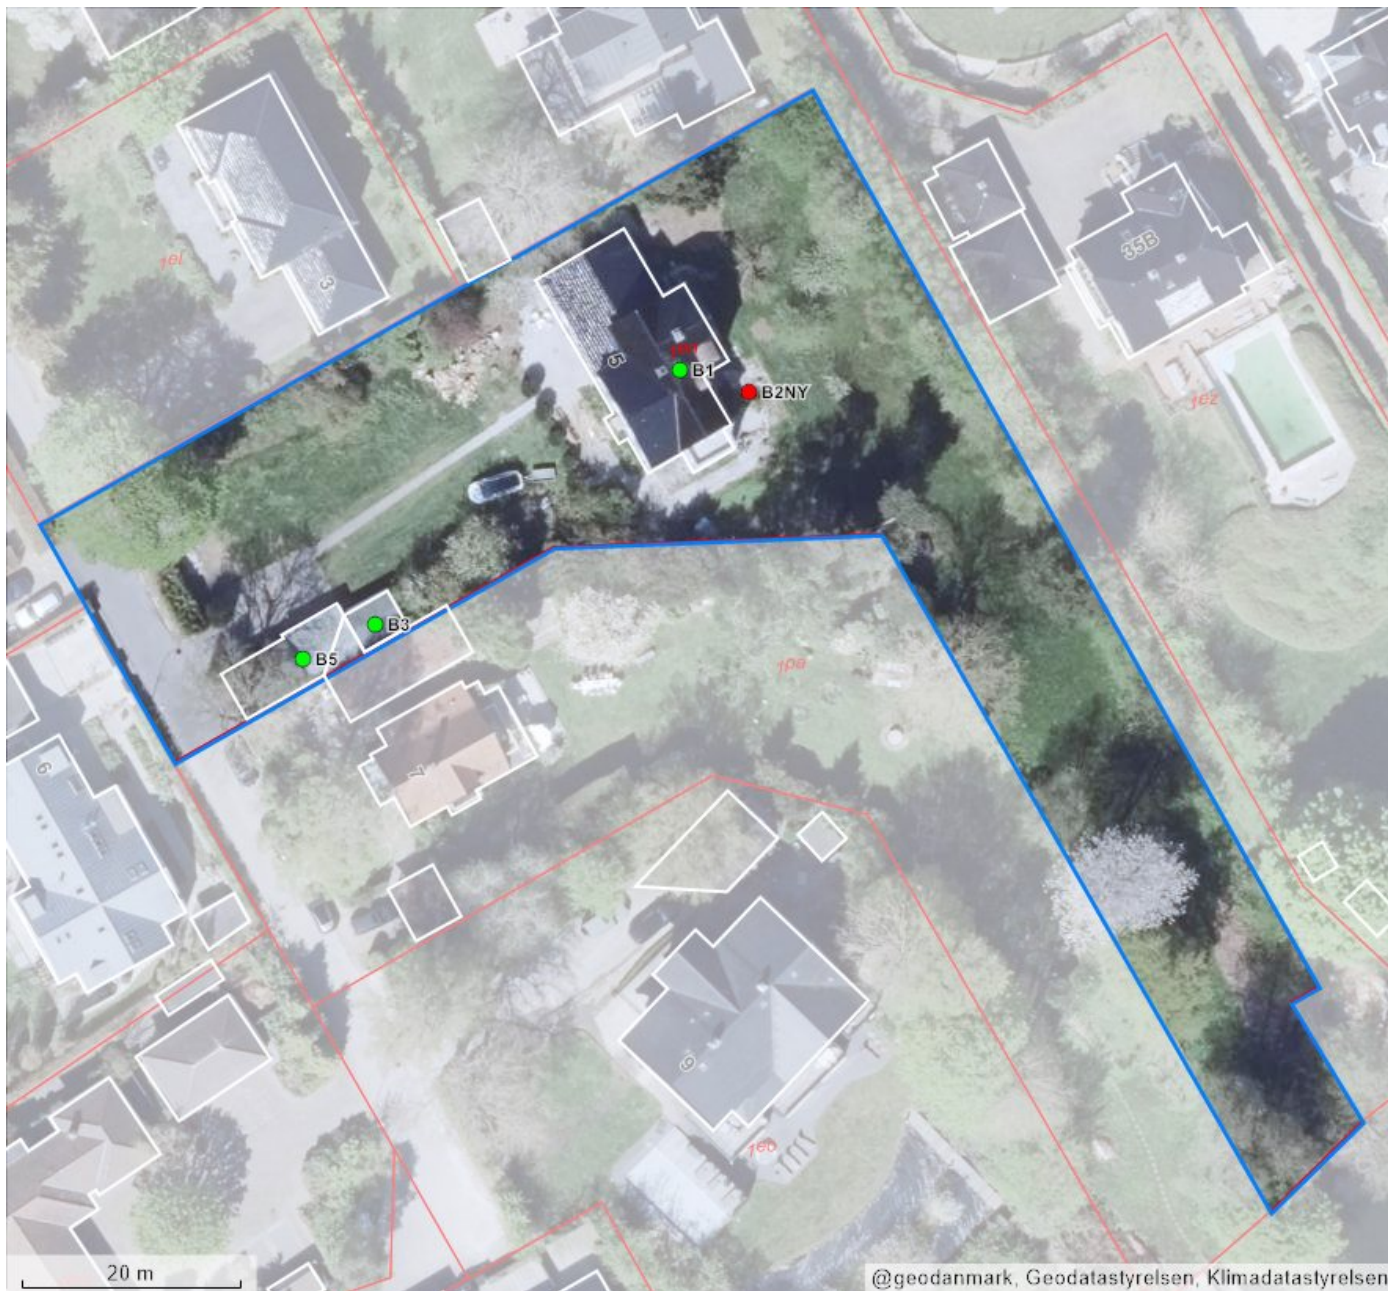 35B
1el
3
5
B1
B2NY
1ez
B3
B5
1pa
7
6
9
1eb
20 m
@geodanmark, Geodatastyrelsen, Klimadatastyrelsen